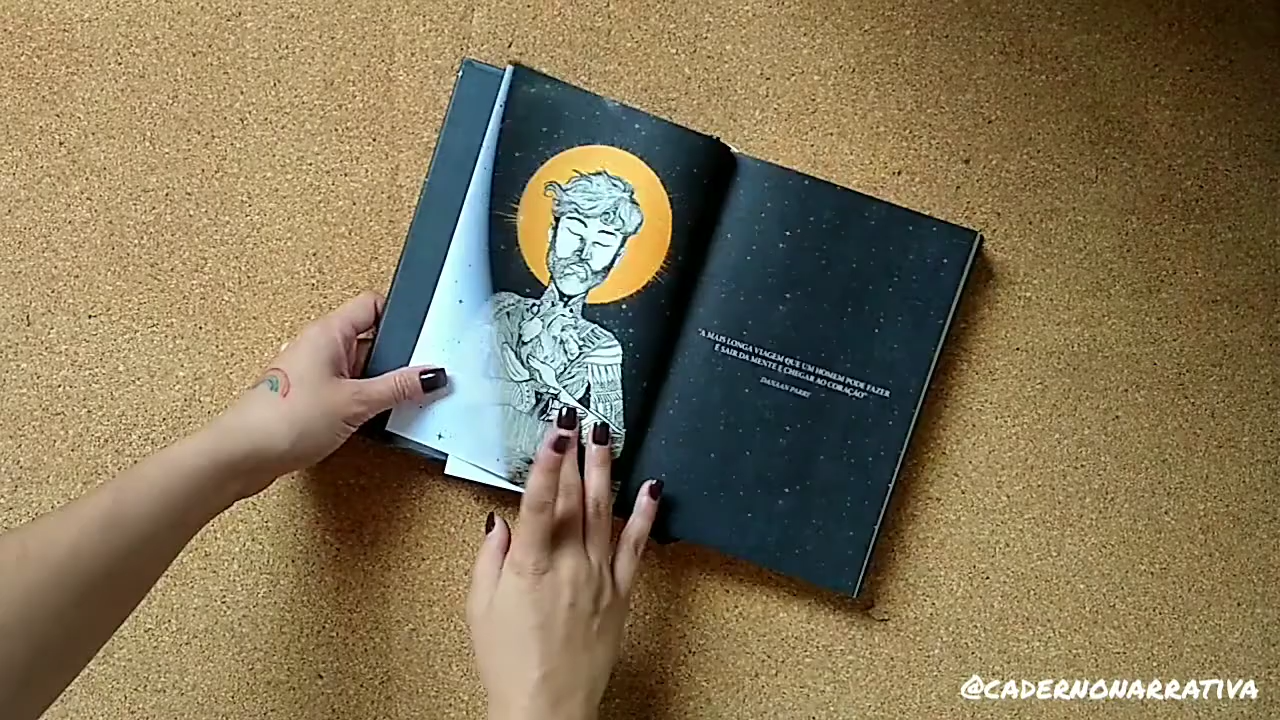 "A MAIS LONGA VIAGEM QUE UM HOMEM PODE FAZER
É SAIR DA MENTE E CHEGAR AO CORAÇÃO"
DANAAN PARRY
@CADERNONARRATIVA